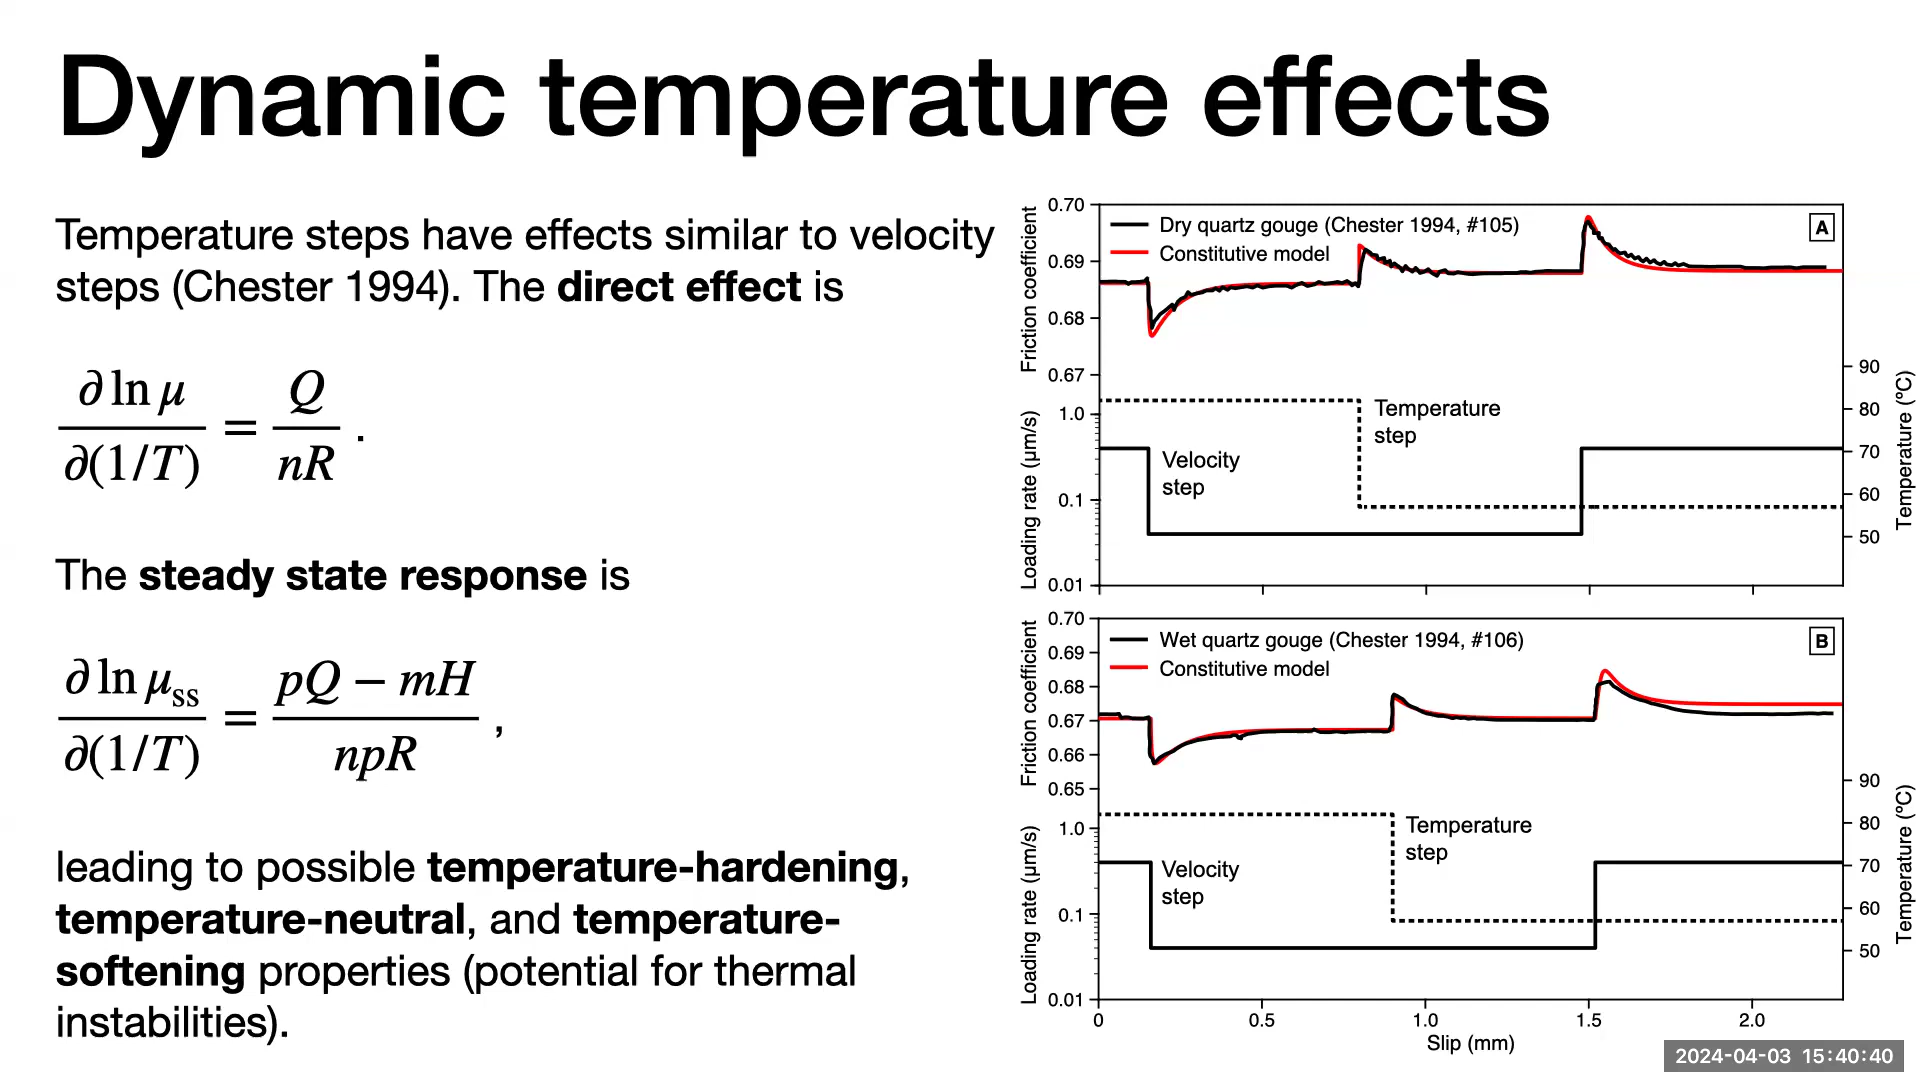 Dynamic temperature effects
Temperature steps have effects similar to velocity
steps (Chester 1994). The direct effect is
∂ ln μ / ∂(1/T) = Q / nR .
The steady state response is
∂ ln μss / ∂(1/T) = pQ − mH / npR ,
leading to possible temperature-hardening,
temperature-neutral, and temperature-
softening properties (potential for thermal
instabilities).
Dry quartz gouge (Chester 1994, #105)
Constitutive model
A
Friction coefficient
0.70
0.69
0.68
0.67
Temperature
step
Velocity
step
Loading rate (μm/s)
1.0
0.1
0.01
Temperature (ºC)
90
80
70
60
50
Wet quartz gouge (Chester 1994, #106)
Constitutive model
B
Friction coefficient
0.70
0.69
0.68
0.67
0.66
0.65
Temperature
step
Velocity
step
Loading rate (μm/s)
1.0
0.1
0.01
Temperature (ºC)
90
80
70
60
50
0 0.5 1.0 1.5 2.0
Slip (mm)
2024-04-03 15:40:40